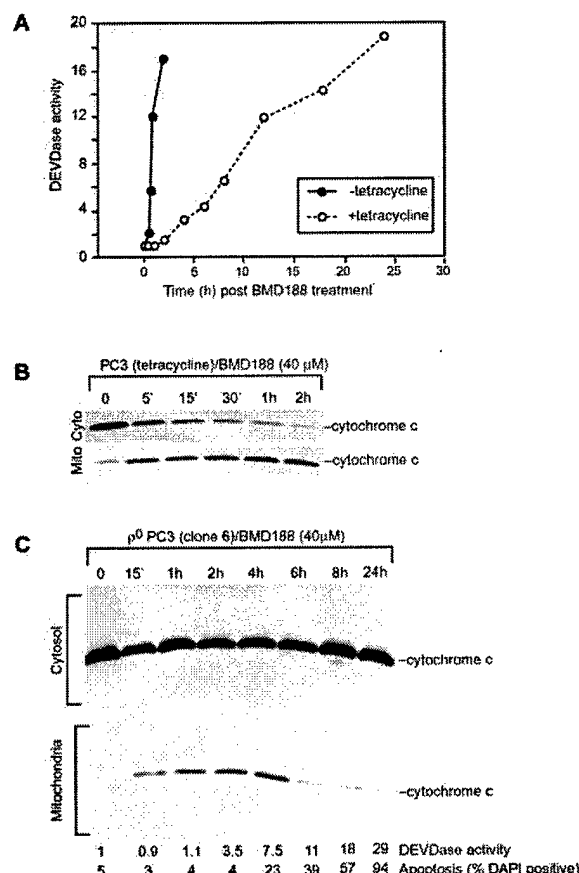 A
20
16
12
8
4
0
DEVDase activity
-tetracycline
+tetracycline
0 5 10 15 20 25 30
Time (h) post BMD188 treatment
B
PC3 (tetracycline)/BMD188 (40 µM)
0 5' 15' 30' 1h 2h
Cyto
-cytochrome c
Mito
-cytochrome c
C
ρ0 PC3 (clone 6)/BMD188 (40µM)
0 15' 1h 2h 4h 6h 8h 24h
Cytosol
-cytochrome c
Mitochondria
-cytochrome c
1 0.9 1.1 3.5 7.5 11 18 29 DEVDase activity
5 3 4 4 23 39 57 94 Apoptosis (% DAPI positive)